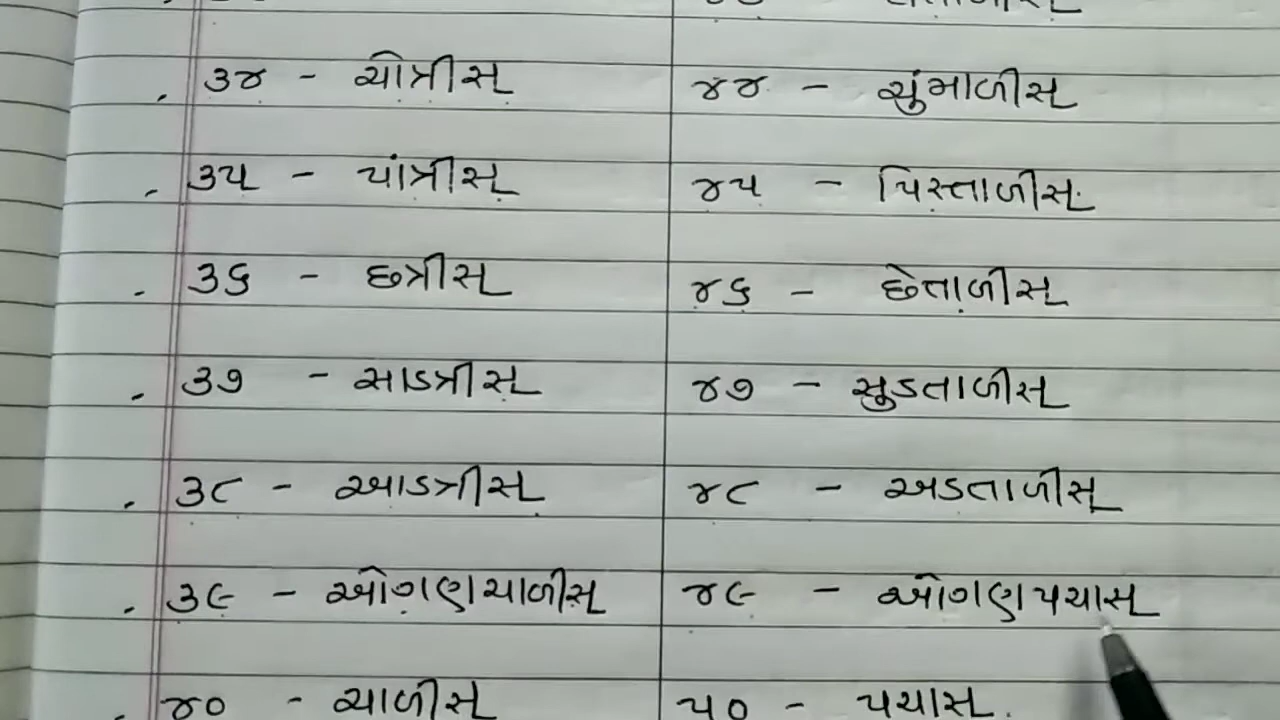 ૩૪ - ચોત્રીસ
૩૫ - પાંત્રીસ
૩૬ - છત્રીસ
૩૭ - સાડત્રીસ
૩૮ - આડત્રીસ
૩૯ - ઓગણચાળીસ
૪૦ - ચાળીસ
૪૪ - ચુંમાળીસ
૪૫ - પિસ્તાળીસ
૪૬ - છેતાળીસ
૪૭ - સુડતાળીસ
૪૮ - અડતાળીસ
૪૯ - ઓગણપચાસ
૫૦ - પચાસ.